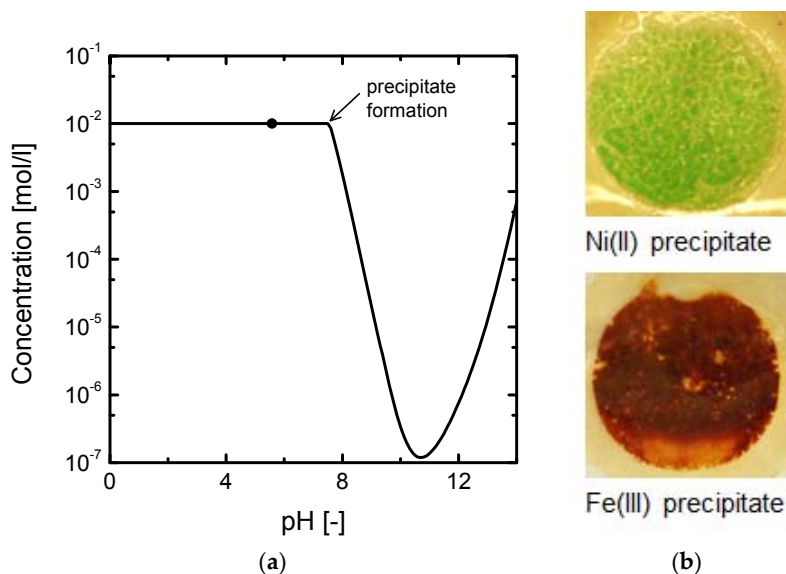 10⁻¹
10⁻²
10⁻³
10⁻⁴
10⁻⁵
10⁻⁶
10⁻⁷
Concentration [mol/l]
precipitate
formation
0 4 8 12
pH [-]
(a)
Ni(II) precipitate
Fe(III) precipitate
(b)